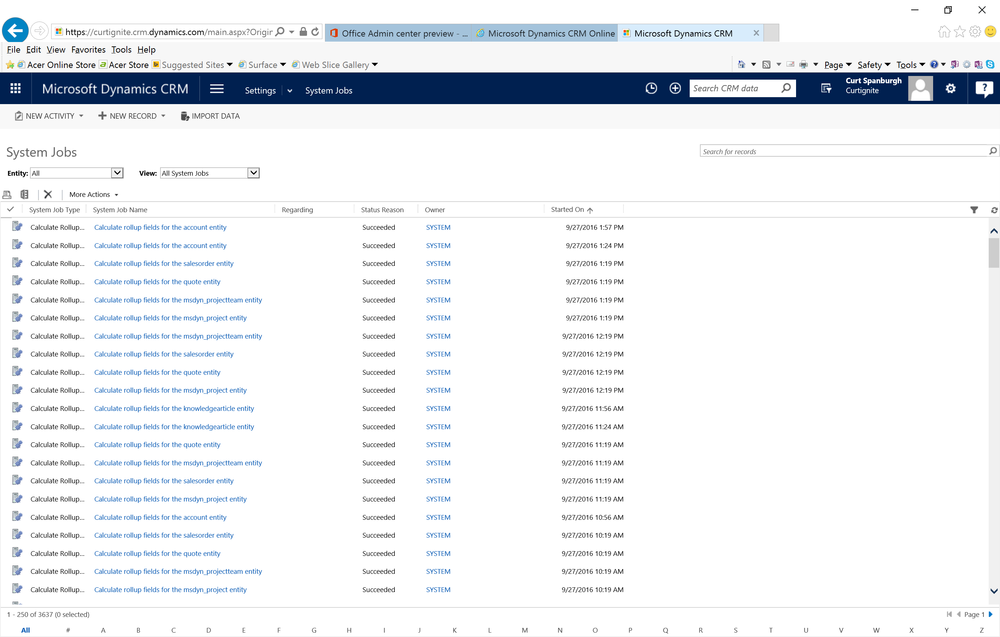 https://curtignite.crm.dynamics.com/main.aspx?Origir
Office Admin center preview - ...
Microsoft Dynamics CRM Online
Microsoft Dynamics CRM
File Edit View Favorites Tools Help
Acer Online Store Acer Store Suggested Sites Surface Web Slice Gallery Page Safety Tools
Microsoft Dynamics CRM Settings System Jobs Search CRM data Curt Spanburgh
Curtignite
NEW ACTIVITY NEW RECORD IMPORT DATA
System Jobs Search for records
Entity: All View: All System Jobs
More Actions
System Job Type System Job Name Regarding Status Reason Owner Started On
Calculate Rollup... Calculate rollup fields for the account entity Succeeded SYSTEM 9/27/2016 1:57 PM
Calculate Rollup... Calculate rollup fields for the account entity Succeeded SYSTEM 9/27/2016 1:24 PM
Calculate Rollup... Calculate rollup fields for the salesorder entity Succeeded SYSTEM 9/27/2016 1:19 PM
Calculate Rollup... Calculate rollup fields for the quote entity Succeeded SYSTEM 9/27/2016 1:19 PM
Calculate Rollup... Calculate rollup fields for the msdyn_projectteam entity Succeeded SYSTEM 9/27/2016 1:19 PM
Calculate Rollup... Calculate rollup fields for the msdyn_project entity Succeeded SYSTEM 9/27/2016 1:19 PM
Calculate Rollup... Calculate rollup fields for the msdyn_projectteam entity Succeeded SYSTEM 9/27/2016 12:19 PM
Calculate Rollup... Calculate rollup fields for the salesorder entity Succeeded SYSTEM 9/27/2016 12:19 PM
Calculate Rollup... Calculate rollup fields for the quote entity Succeeded SYSTEM 9/27/2016 12:19 PM
Calculate Rollup... Calculate rollup fields for the msdyn_project entity Succeeded SYSTEM 9/27/2016 12:19 PM
Calculate Rollup... Calculate rollup fields for the knowledgearticle entity Succeeded SYSTEM 9/27/2016 11:56 AM
Calculate Rollup... Calculate rollup fields for the knowledgearticle entity Succeeded SYSTEM 9/27/2016 11:24 AM
Calculate Rollup... Calculate rollup fields for the quote entity Succeeded SYSTEM 9/27/2016 11:19 AM
Calculate Rollup... Calculate rollup fields for the msdyn_projectteam entity Succeeded SYSTEM 9/27/2016 11:19 AM
Calculate Rollup... Calculate rollup fields for the salesorder entity Succeeded SYSTEM 9/27/2016 11:19 AM
Calculate Rollup... Calculate rollup fields for the msdyn_project entity Succeeded SYSTEM 9/27/2016 11:19 AM
Calculate Rollup... Calculate rollup fields for the account entity Succeeded SYSTEM 9/27/2016 10:56 AM
Calculate Rollup... Calculate rollup fields for the salesorder entity Succeeded SYSTEM 9/27/2016 10:19 AM
Calculate Rollup... Calculate rollup fields for the quote entity Succeeded SYSTEM 9/27/2016 10:19 AM
Calculate Rollup... Calculate rollup fields for the msdyn_projectteam entity Succeeded SYSTEM 9/27/2016 10:19 AM
Calculate Rollup... Calculate rollup fields for the msdyn_project entity Succeeded SYSTEM 9/27/2016 10:19 AM
1 - 250 of 3637 (0 selected) Page 1
All # A B C D E F G H I J K L M N O P Q R S T U V W X Y Z